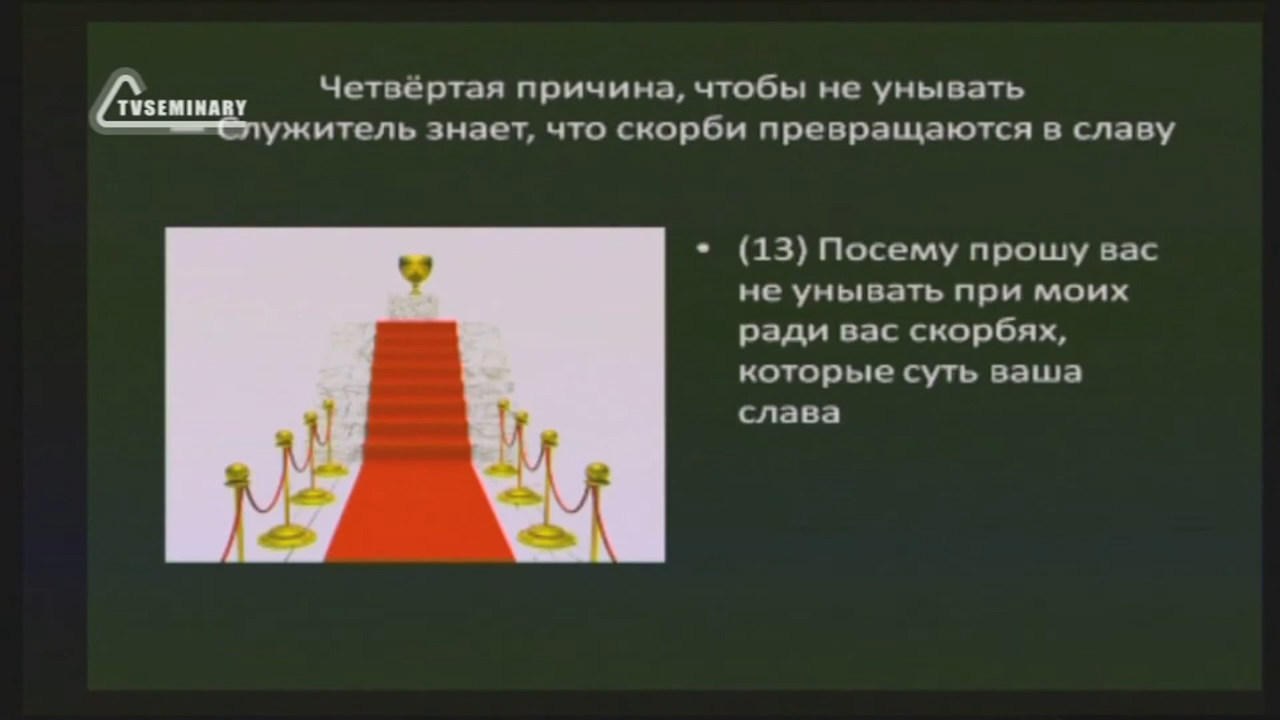 Четвёртая причина, чтобы не унывать
TVSEMINARY
– Служитель знает, что скорби превращаются в славу
• (13) Посему прошу вас
не унывать при моих
ради вас скорбях,
которые суть ваша
слава